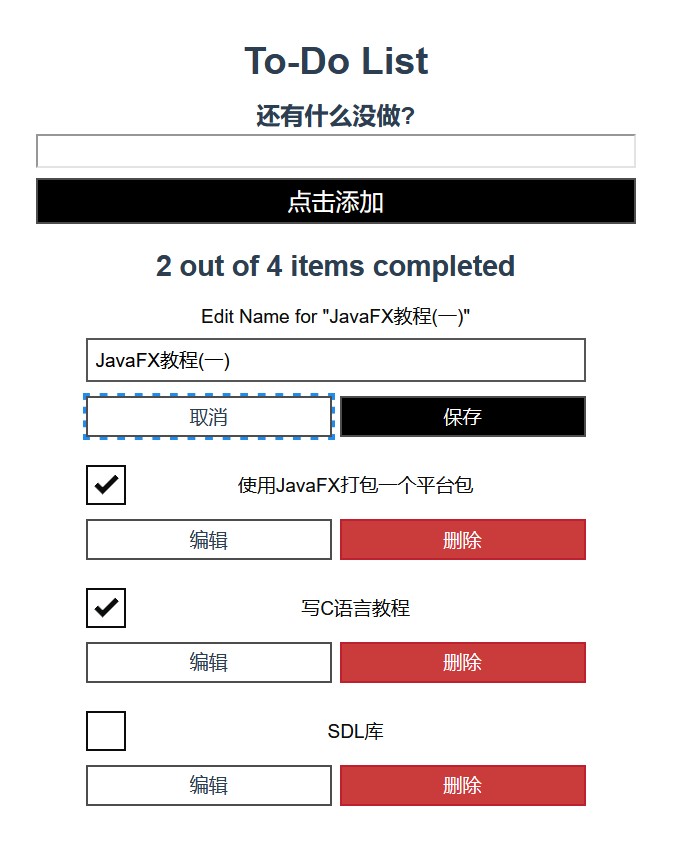 To-Do List
还有什么没做?
点击添加
2 out of 4 items completed
Edit Name for "JavaFX教程(一)"
JavaFX教程(一)
取消 保存
使用JavaFX打包一个平台包
编辑 删除
写C语言教程
编辑 删除
SDL库
编辑 删除